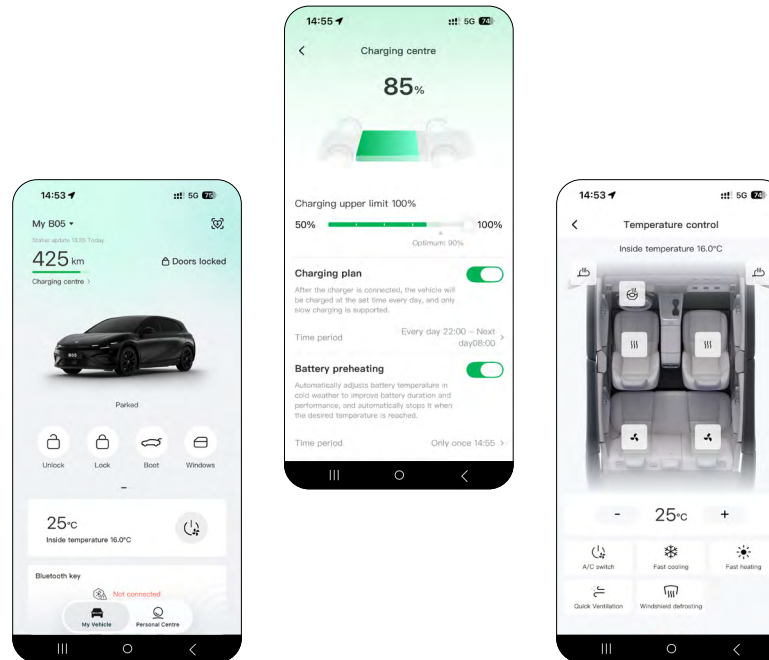 14:53
5G 75
My B05
Status update 13:55 Today
425 km
Doors locked
Charging centre >
B05
Parked
Unlock
Lock
Boot
Windows
25°C
Inside temperature 16.0°C
Bluetooth key
Not connected
My Vehicle
Personal Centre
14:55
5G 74
Charging centre
85%
Charging upper limit 100%
50%
100%
Optimum: 90%
Charging plan
After the charger is connected, the vehicle will
be charged at the set time every day, and only
slow charging is supported.
Time period
Every day 22:00 – Next
day08:00
Battery preheating
Automatically adjusts battery temperature in
cold weather to improve battery duration and
performance, and automatically stops it when
the desired temperature is reached.
Time period
Only once 14:55 >
14:53
5G 74
Temperature control
Inside temperature 16.0°C
- 25°C +
A/C switch
Fast cooling
Fast heating
Quick Ventilation
Windshield defrosting